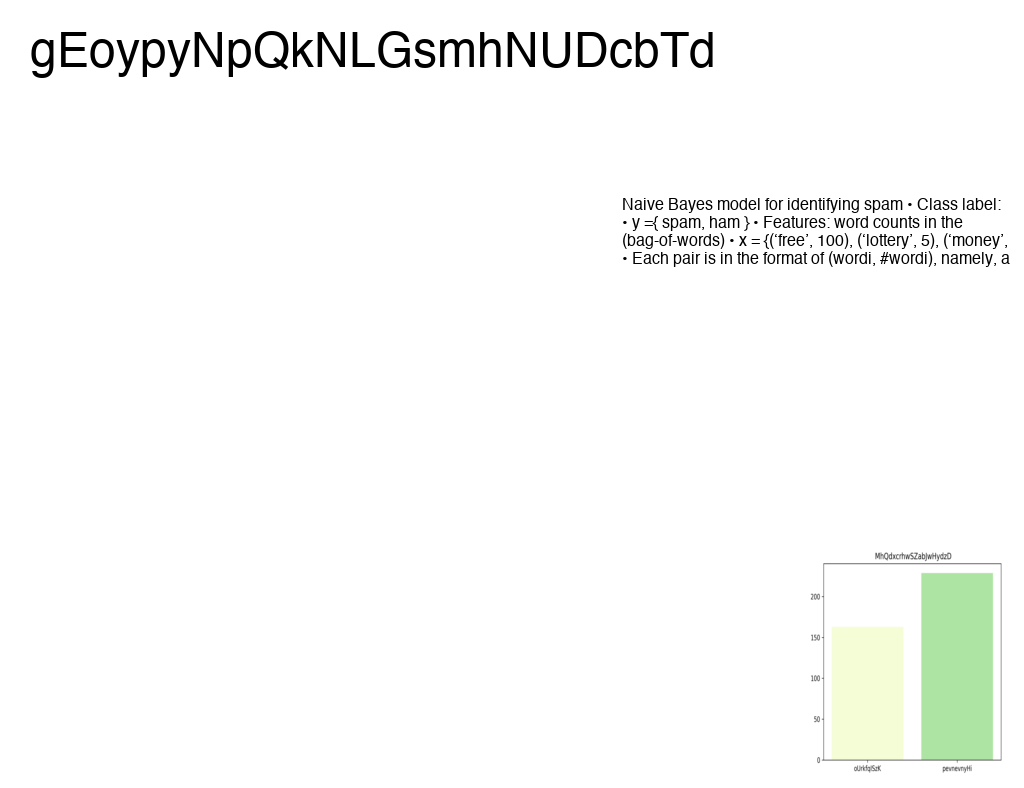 gEoypyNpQkNLGsmhNUDcbTd
Naive Bayes model for identifying spam • Class label:
• y ={ spam, ham } • Features: word counts in the
(bag-of-words) • x = {(‘free’, 100), (‘lottery’, 5), (‘money’,
• Each pair is in the format of (wordi, #wordi), namely, a
MhQdxcrhwSZabJwHydzD
200
150
100
50
0
pevnevnyHi